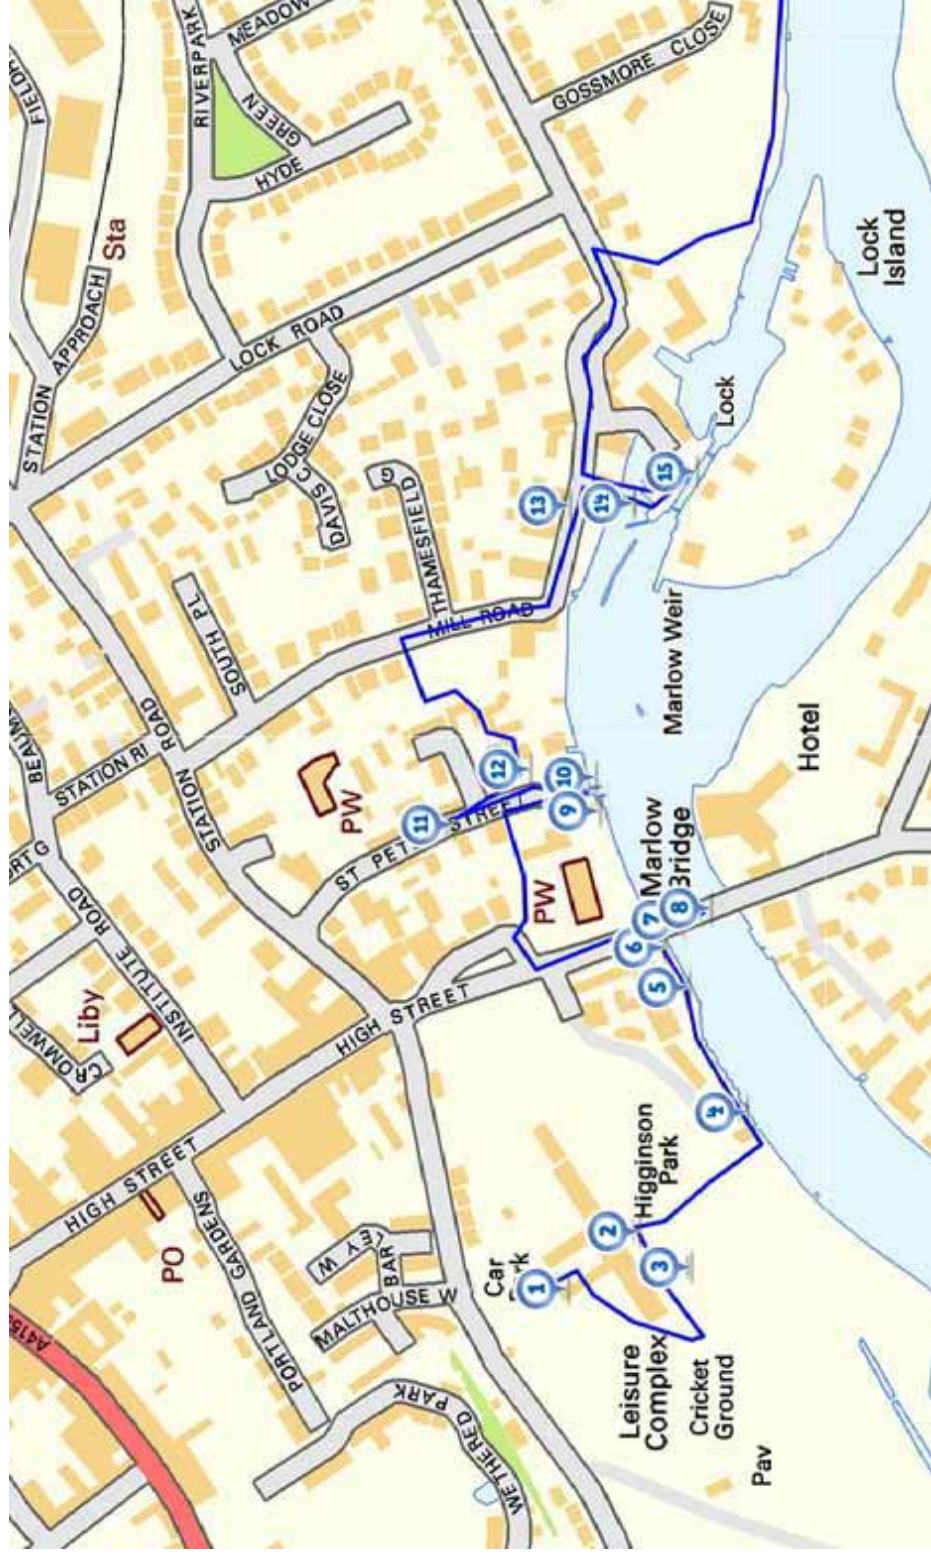 FIELDH
STATION APPROACH
Sta
RIVERPARK
MEADOW
GREEN
HYDE
GOSSMORE CLOSE
LOCK ROAD
LODGE CLOSE
DAVIS C
THAMESFIELD G
SOUTH PL
MILL ROAD
STATION ROAD
STATION RI
BEAUM
ORT G
INSTITUTE ROAD
CROMWELL
Liby
ST PET
STREET
PW
PW
HIGH STREET
HIGH STREET
PO
A415
PORTLAND GARDENS
MALTHOUSE W
BAR
LEY W
WETHERED PARK
Car
Leisure
Complex
Cricket
Ground
Pav
Higginson
Park
Marlow
Bridge
Hotel
Marlow Weir
Lock
Lock
Island
1
2
3
4
5
6
7
8
9
10
11
12
13
14
15